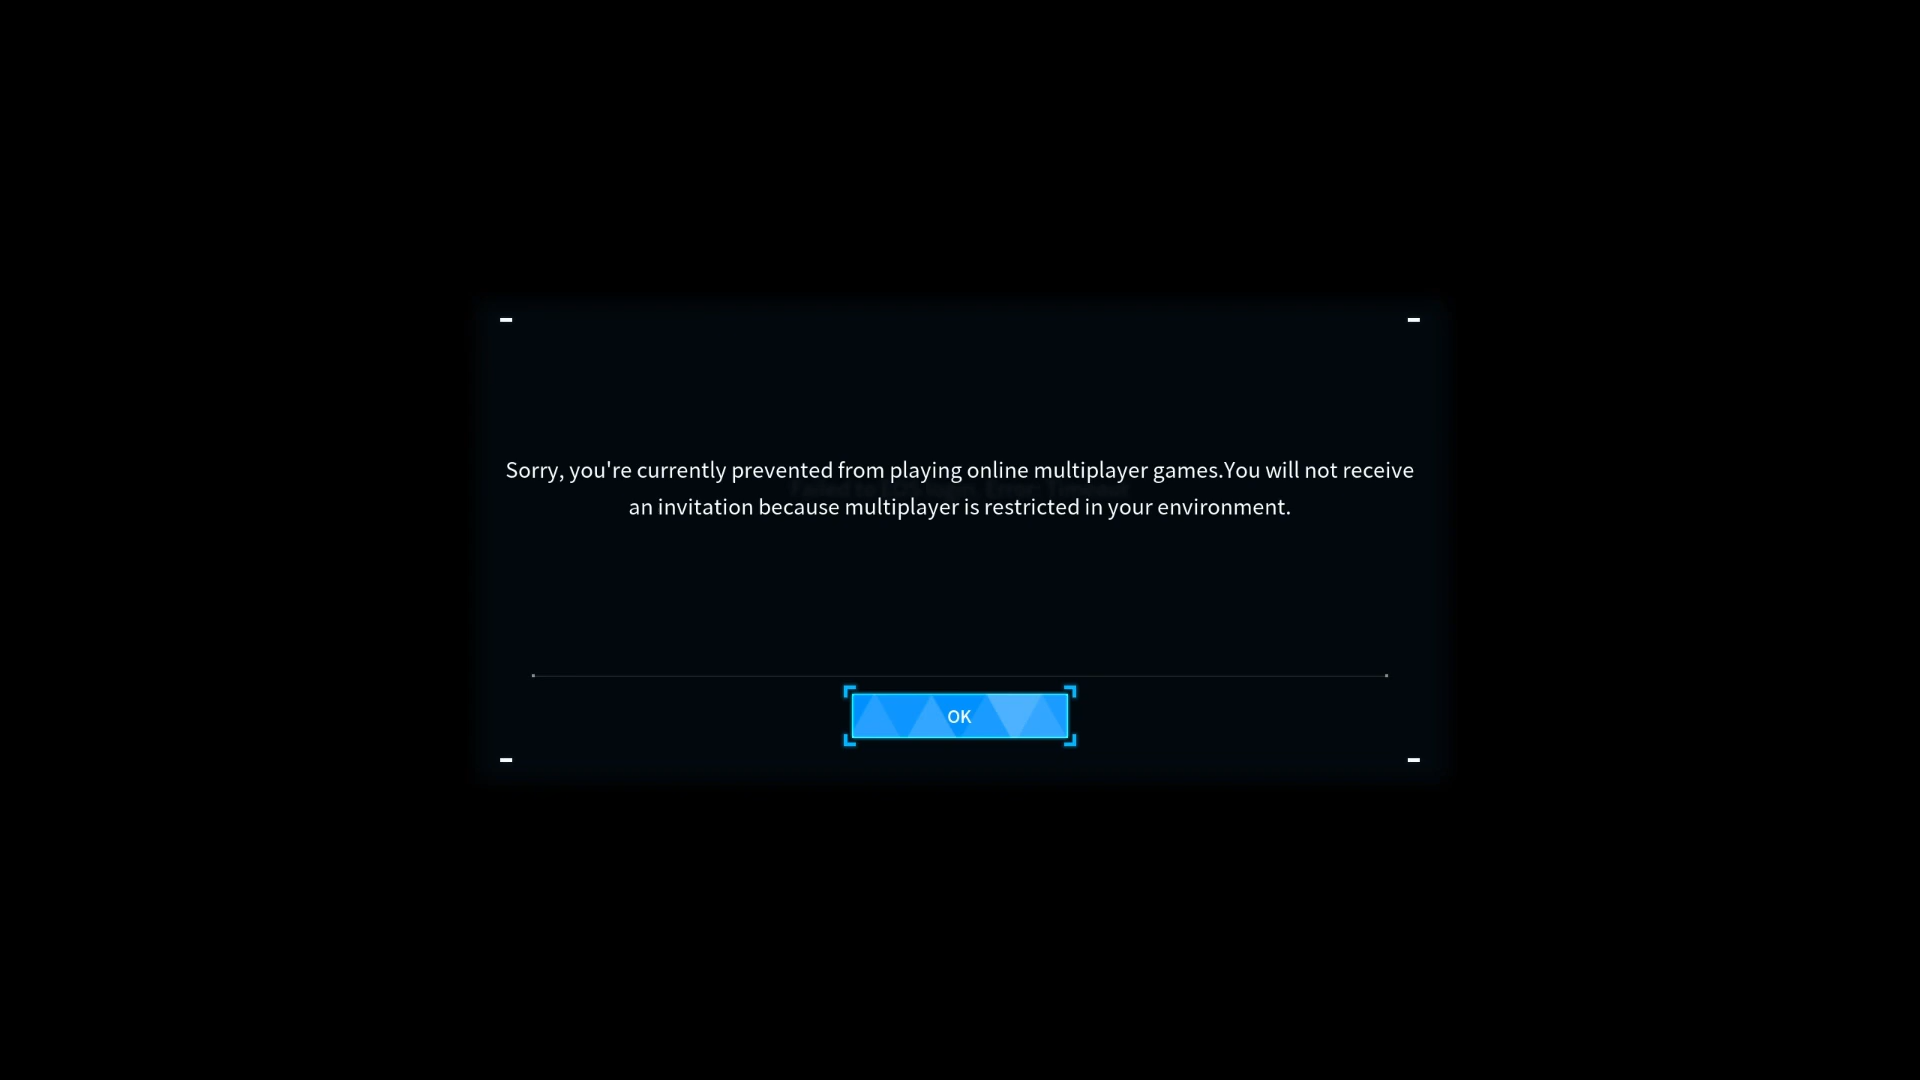 Sorry, you're currently prevented from playing online multiplayer games.You will not receive
an invitation because multiplayer is restricted in your environment.
OK